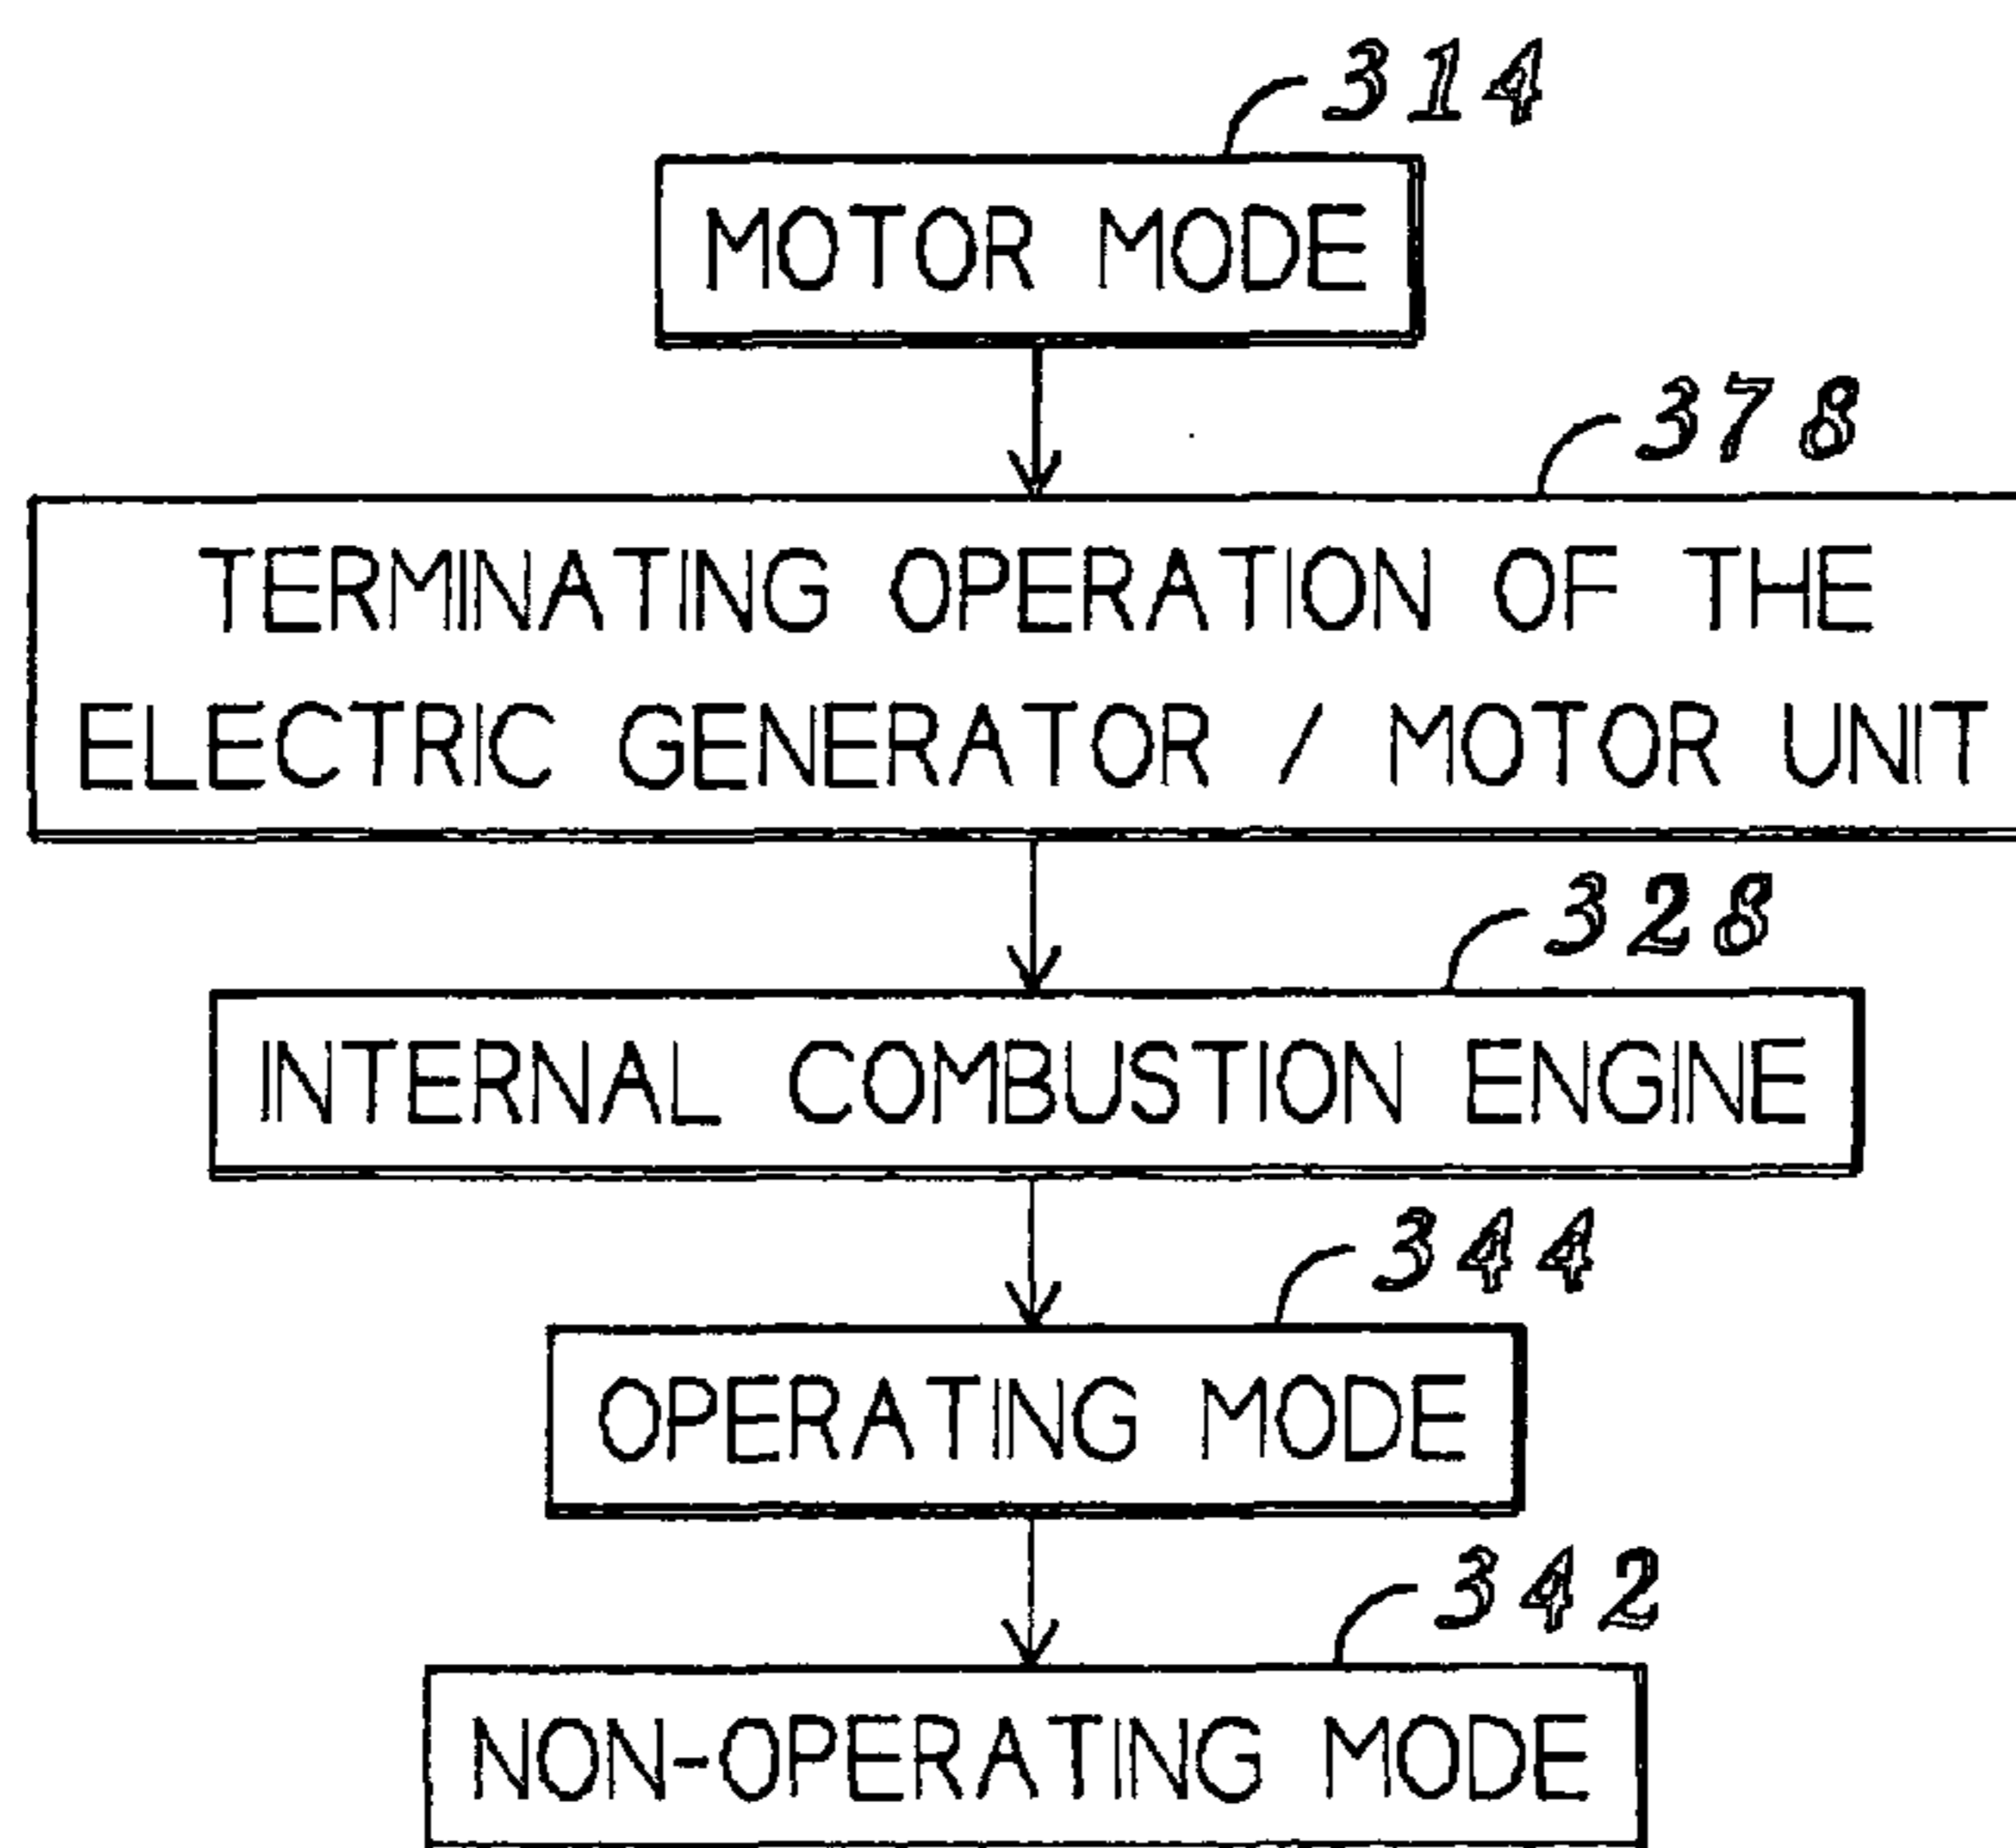 314
MOTOR MODE
378
TERMINATING OPERATION OF THE
ELECTRIC GENERATOR / MOTOR UNIT
328
INTERNAL COMBUSTION ENGINE
344
OPERATING MODE
342
NON-OPERATING MODE